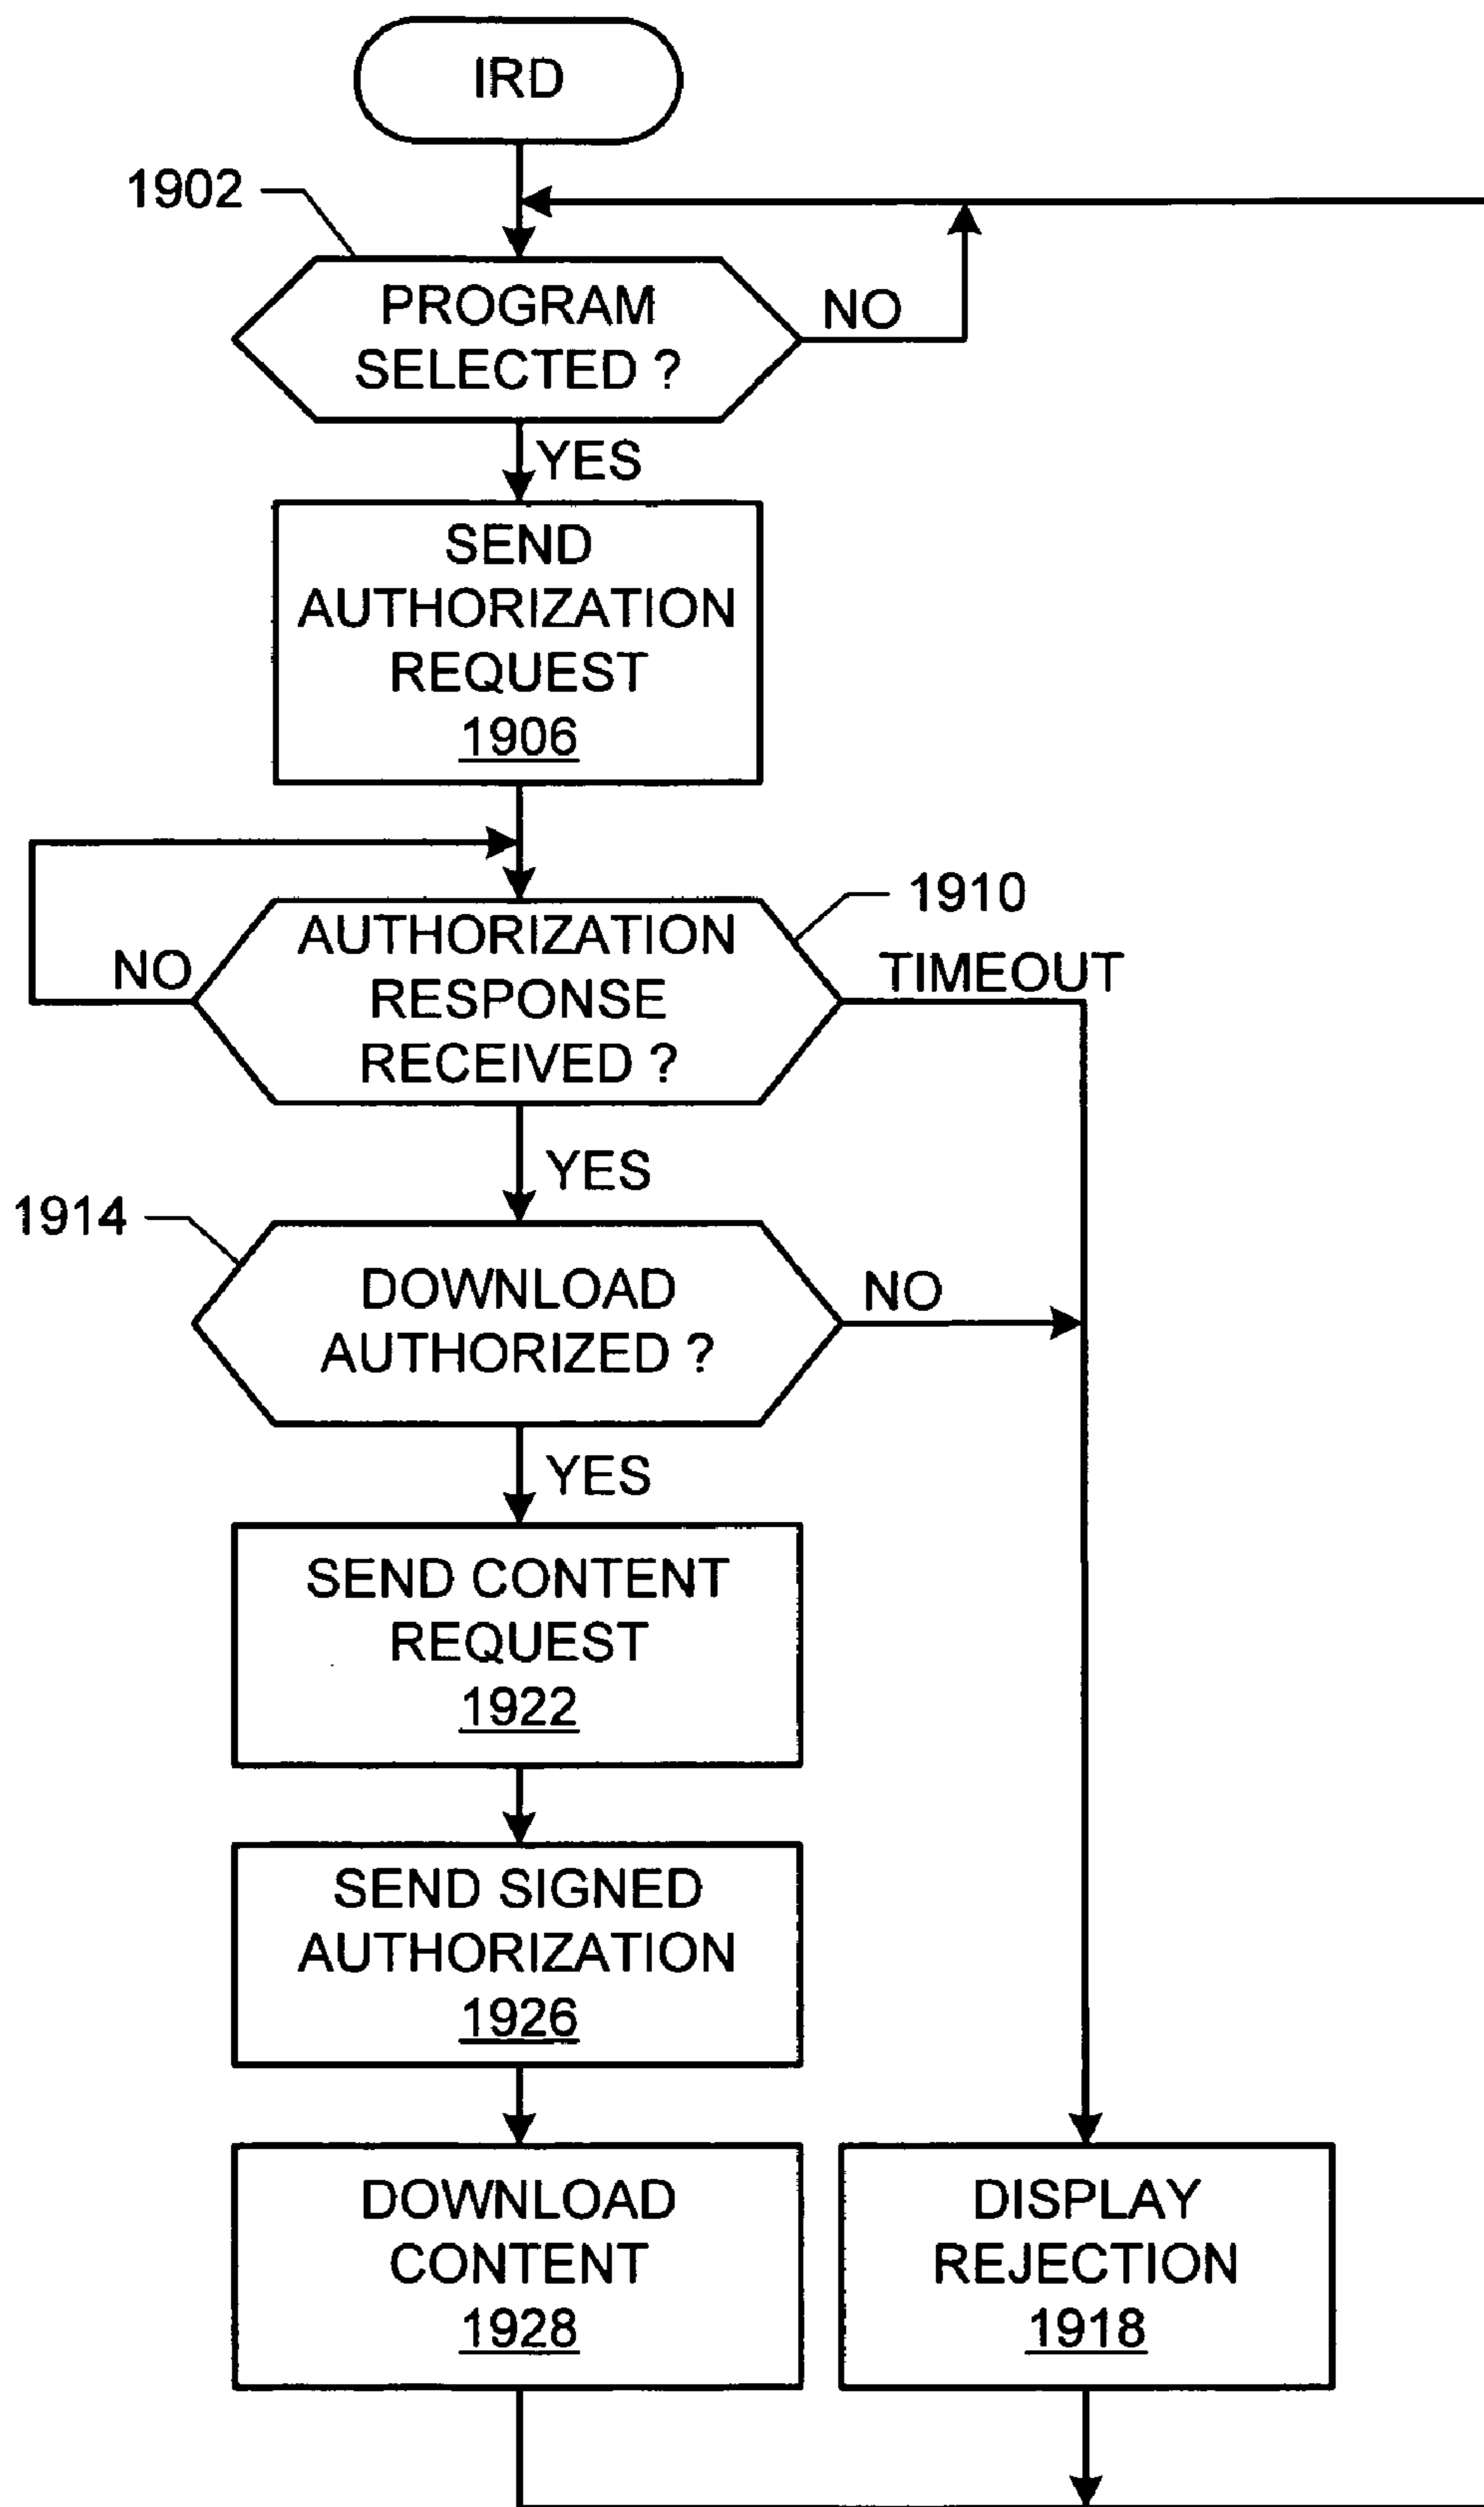 IRD
1902
PROGRAM
SELECTED ?
NO
YES
SEND
AUTHORIZATION
REQUEST
1906
1910
AUTHORIZATION
RESPONSE
RECEIVED ?
NO
TIMEOUT
YES
1914
DOWNLOAD
AUTHORIZED ?
NO
YES
SEND CONTENT
REQUEST
1922
SEND SIGNED
AUTHORIZATION
1926
DOWNLOAD
CONTENT
1928
DISPLAY
REJECTION
1918